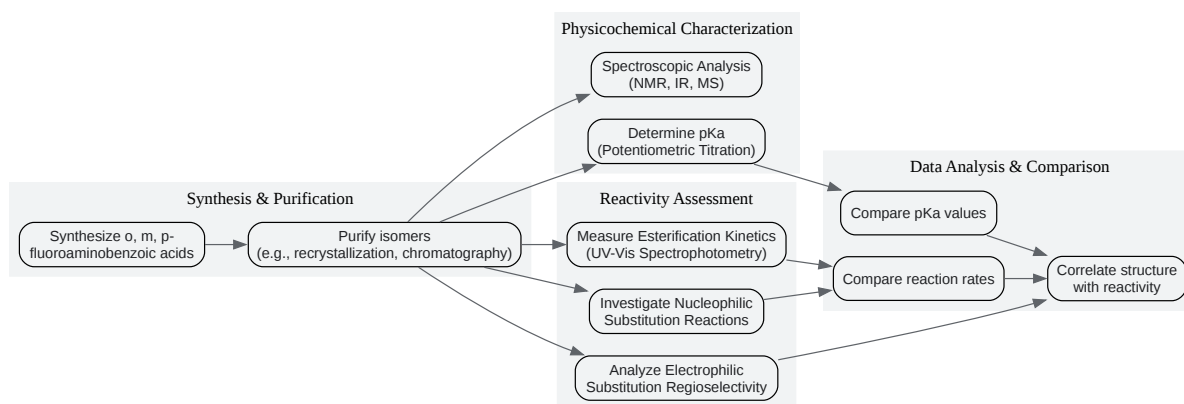 Physicochemical Characterization
Spectroscopic Analysis
(NMR, IR, MS)
Determine pKa
(Potentiometric Titration)
Data Analysis & Comparison
Synthesis & Purification
Reactivity Assessment
Synthesize o, m, p-
fluoroaminobenzoic acids
Purify isomers
(e.g., recrystallization, chromatography)
Measure Esterification Kinetics
(UV-Vis Spectrophotometry)
Compare pKa values
Investigate Nucleophilic
Substitution Reactions
Compare reaction rates
Correlate structure
with reactivity
Analyze Electrophilic
Substitution Regioselectivity